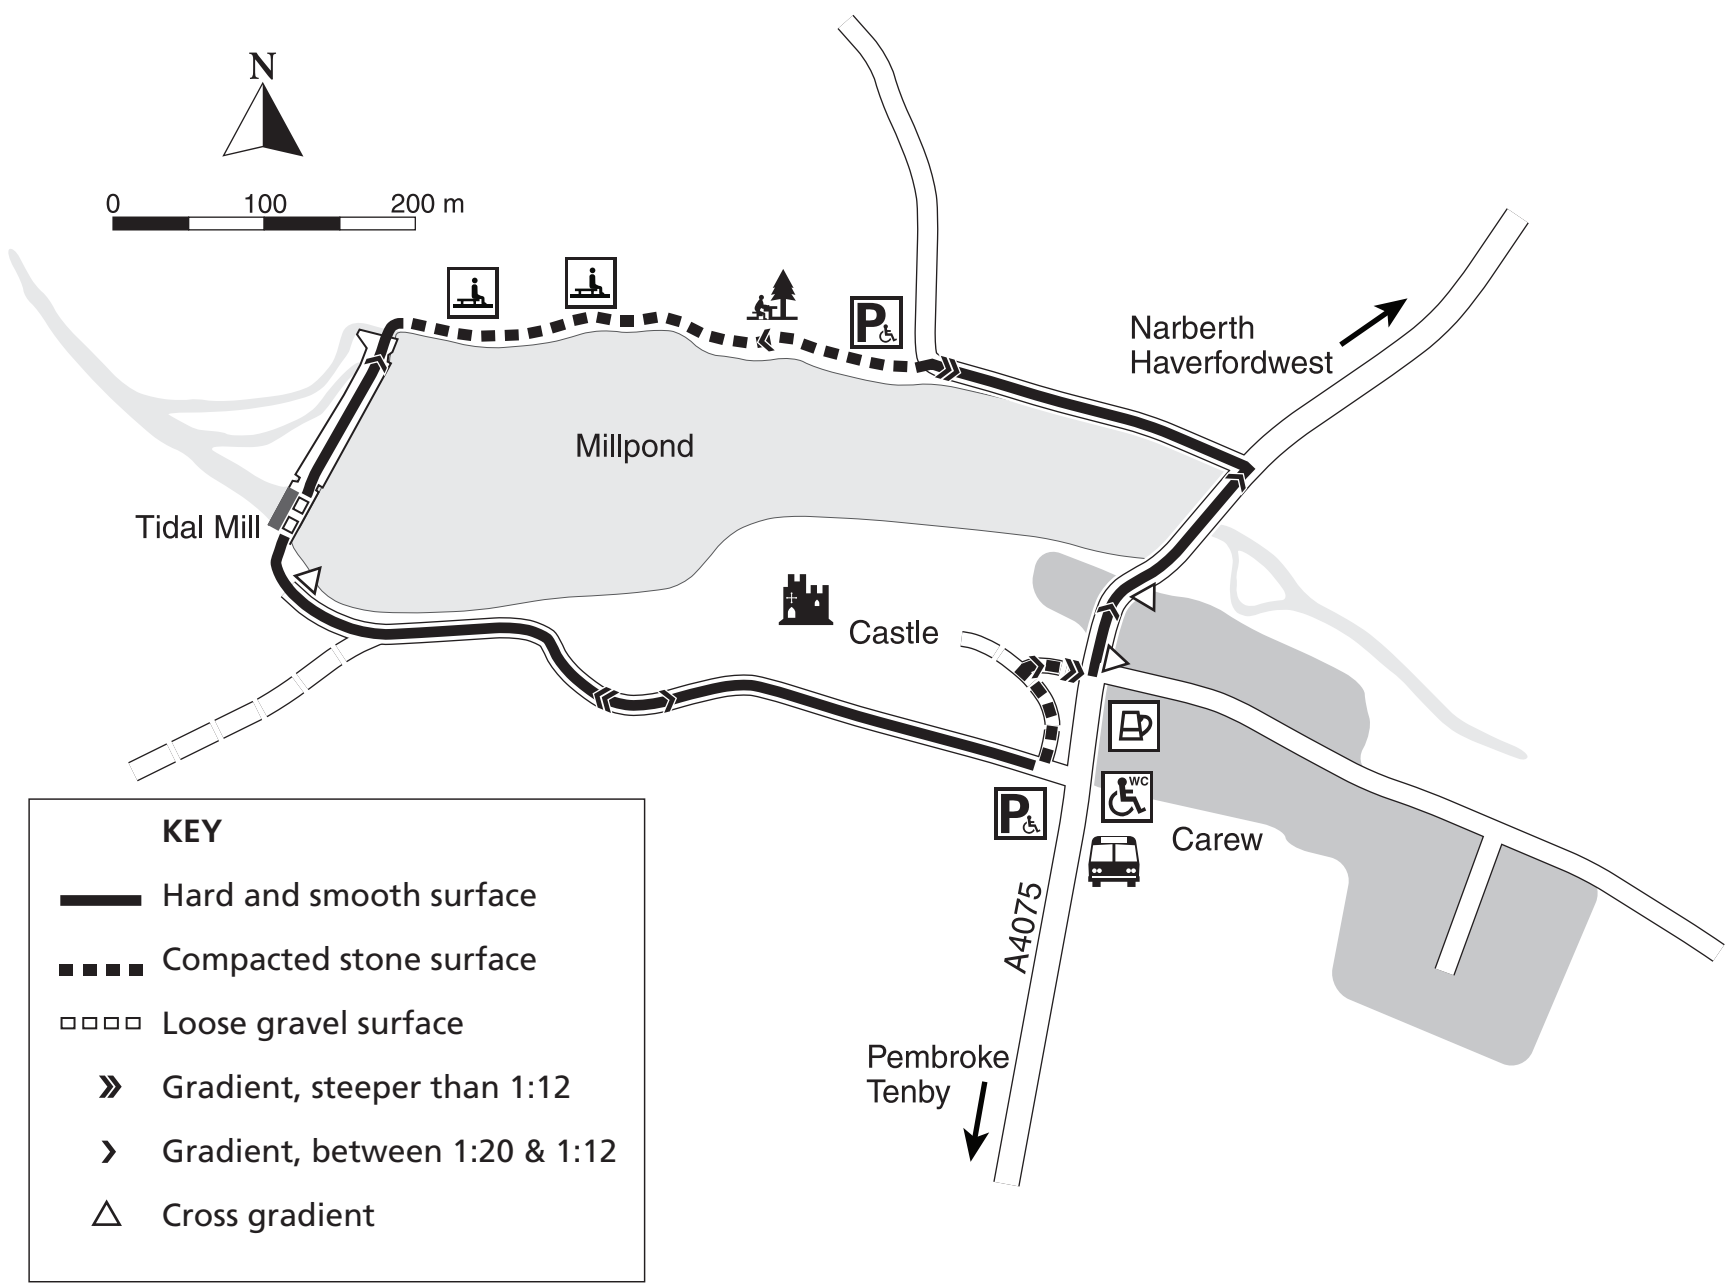 N
0 100 200 m
P
Narberth
Haverfordwest
Millpond
Tidal Mill
Castle
WC
P
Carew
A4075
Pembroke
Tenby
KEY
Hard and smooth surface
Compacted stone surface
Loose gravel surface
Gradient, steeper than 1:12
Gradient, between 1:20 & 1:12
Cross gradient